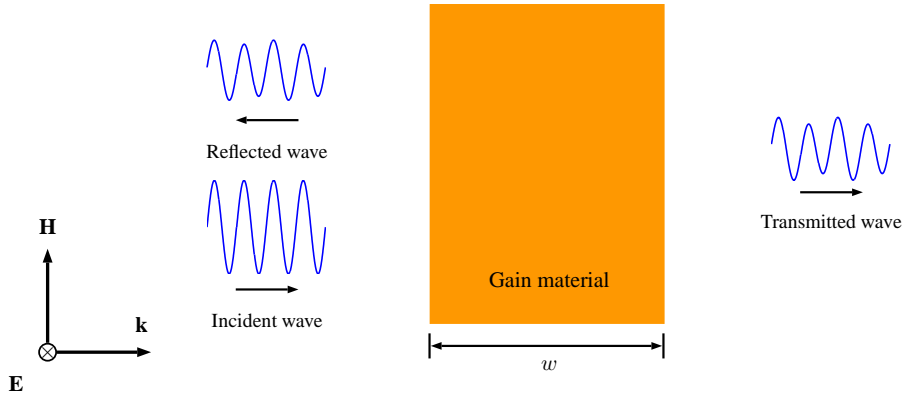 Reflected wave
Incident wave
Gain material
w
Transmitted wave
H
k
E